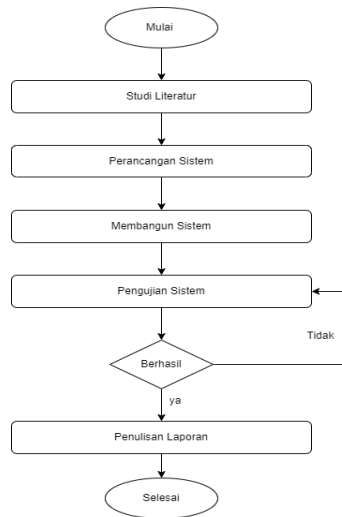 Mulai
Studi Literatur
Perancangan Sistem
Membangun Sistem
Pengujian Sistem
Tidak
Berhasil
ya
Penulisan Laporan
Selesai